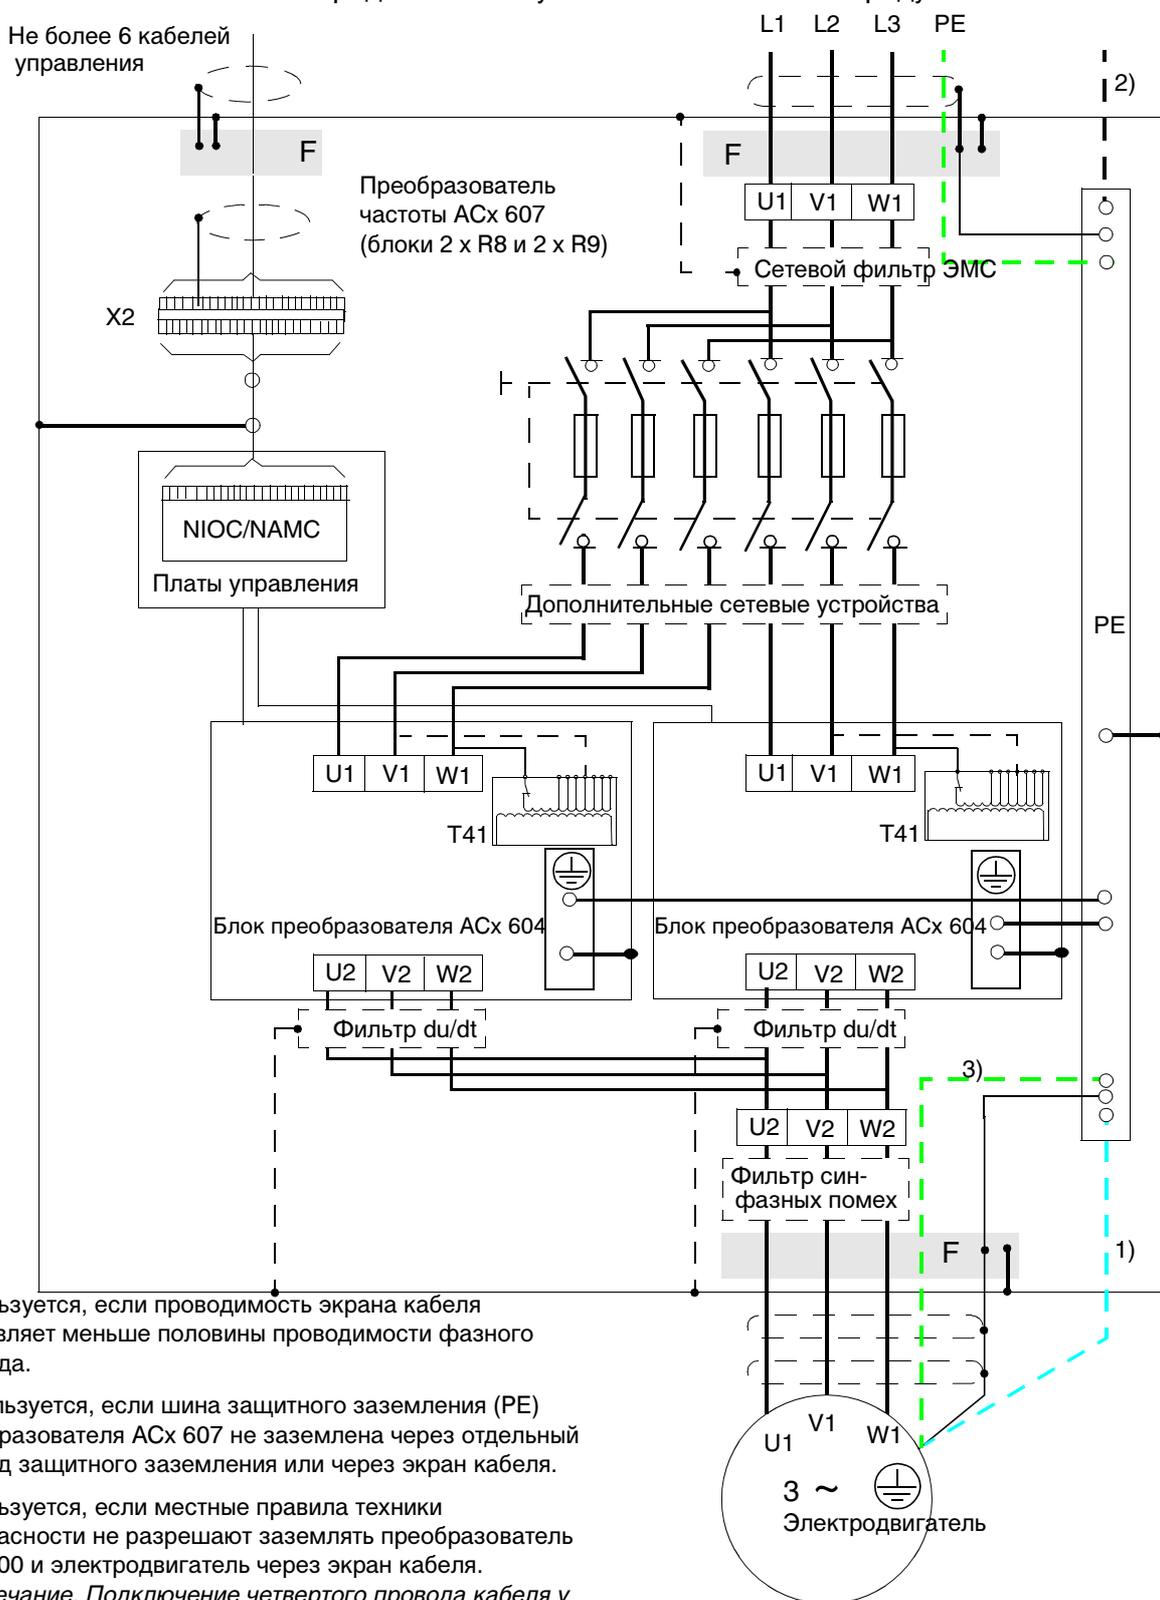 Не более 6 кабелей
управления
L1 L2 L3 PE
2)
F
F
Преобразователь
частоты ACx 607
(блоки 2 x R8 и 2 x R9)
U1 V1 W1
Сетевой фильтр ЭМС
X2
NIOC/NAMC
Платы управления
Дополнительные сетевые устройства
PE
U1 V1 W1
U1 V1 W1
T41
T41
Блок преобразователя ACx 604
Блок преобразователя ACx 604
U2 V2 W2
U2 V2 W2
Фильтр du/dt
Фильтр du/dt
3)
U2 V2 W2
Фильтр син-
фазных помех
F
1)
ьзуется, если проводимость экрана кабеля
вляет меньше половины проводимости фазного
да.
льзуется, если шина защитного заземления (PE)
разователя ACx 607 не заземлена через отдельный
д защитного заземления или через экран кабеля.
ьзуется, если местные правила техники
асности не разрешают заземлять преобразователь
00 и электродвигатель через экран кабеля.
ечание. Подключение четвертого провода кабеля у
U1 V1 W1
3 ~
Электродвигатель